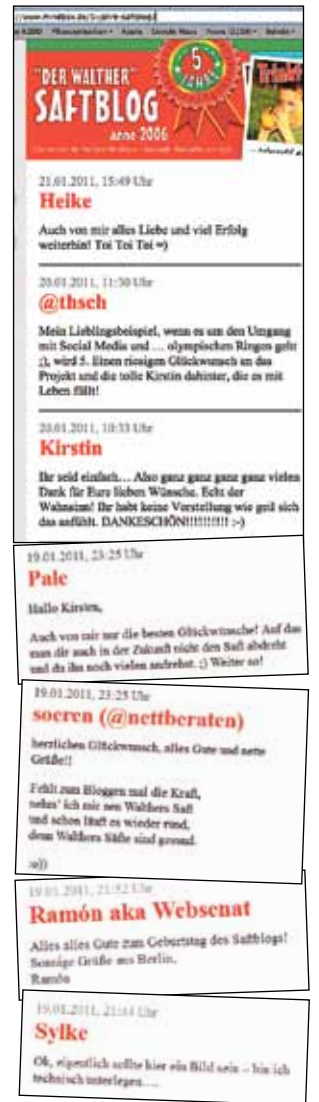 "DER WALTHER"
SAFTBLOG
anno 2006
5
JAHRE
21.01.2011, 15:49 Uhr
Heike
Auch von mir alles Liebe und viel Erfolg
weiterhin! Toi Toi Toi =)
20.01.2011, 11:30 Uhr
@thsch
Mein Lieblingsbeispiel, wenn es um den Umgang
mit Social Media und … olympischen Ringen geht
;), wird 5. Einen riesigen Glückwunsch an das
Projekt und die tolle Kirstin dahinter, die es mit
Leben füllt!
20.01.2011, 10:33 Uhr
Kirstin
Ihr seid einfach… Also ganz ganz ganz ganz vielen
Dank für Eure lieben Wünsche. Echt der
Wahnsinn! Ihr habt keine Vorstellung wie geil sich
das anfühlt. DANKESCHÖN!!!!!!!!!! :-)
19.01.2011, 23:25 Uhr
Pale
Hallo Kirsten,
Auch von mir nur die besten Glückwünsche! Auf das
man dir auch in der Zukunft nicht den Saft abdreht
und du ihn noch vielen andrehst. ;) Weiter so!
19.01.2011, 23:25 Uhr
soeren (@nettberaten)
herzlichen Glückwunsch, alles Gute und nette
Grüße!!
Fehlt zum Bloggen mal die Kraft,
nehm' ich mir nen Walthers Saft
und schon läuft es wieder rund,
denn Walthers Säfte sind gesund.
:o))
19.01.2011, 21:52 Uhr
Ramón aka Websenat
Alles alles Gute zum Geburtstag des Saftblogs!
Sonnige Grüße aus Berlin,
Ramón
19.01.2011, 21:44 Uhr
Sylke
Ok, eigentlich sollte hier ein Bild sein – bin ich
technisch unterlegen….